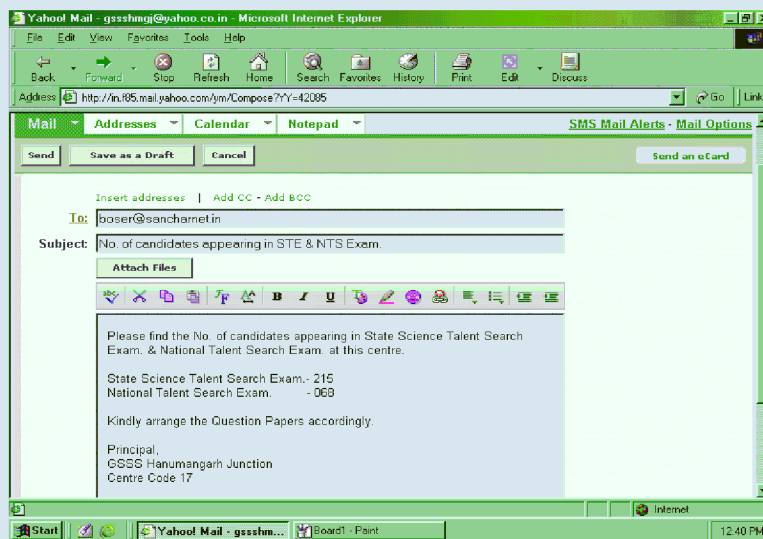 Yahoo! Mail - gssshmgj@yahoo.co.in - Microsoft Internet Explorer
File Edit View Favorites Tools Help
Back Forward Stop Refresh Home Search Favorites History Print Edit Discuss
Address http://in.f85.mail.yahoo.com/ym/Compose?YY=42085 Go Link
Mail Addresses Calendar Notepad SMS Mail Alerts - Mail Options
Send Save as a Draft Cancel Send an eCard
Insert addresses | Add CC - Add BCC
To: boser@sancharnet.in
Subject: No. of candidates appearing in STE & NTS Exam.
Attach Files
Please find the No. of candidates appearing in State Science Talent Search
Exam. & National Talent Search Exam. at this centre.
State Science Talent Search Exam.- 215
National Talent Search Exam. - 068
Kindly arrange the Question Papers accordingly.
Principal,
GSSS Hanumangarh Junction
Centre Code 17
Internet
Start Yahoo! Mail - gssshm... Board1 - Paint 12:40 PM